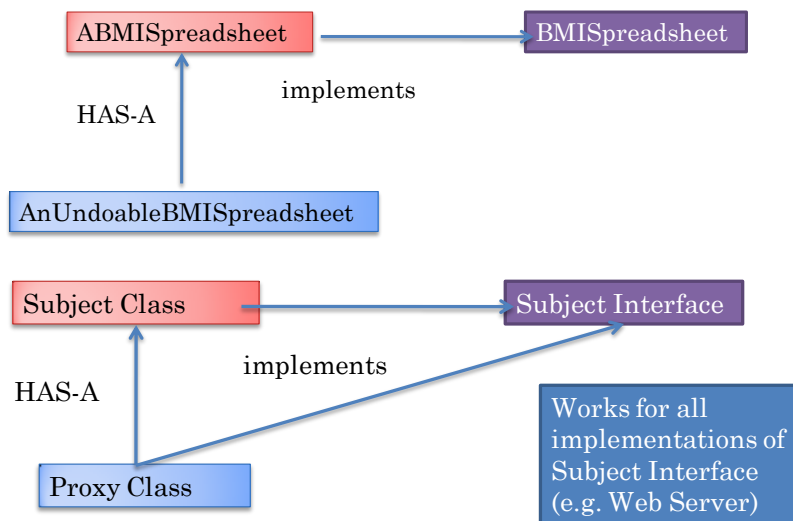 ABMISpreadsheet
BMISpreadsheet
implements
HAS-A
AnUndoableBMISpreadsheet
Subject Class
Subject Interface
implements
HAS-A
Works for all
implementations of
Subject Interface
(e.g. Web Server)
Proxy Class